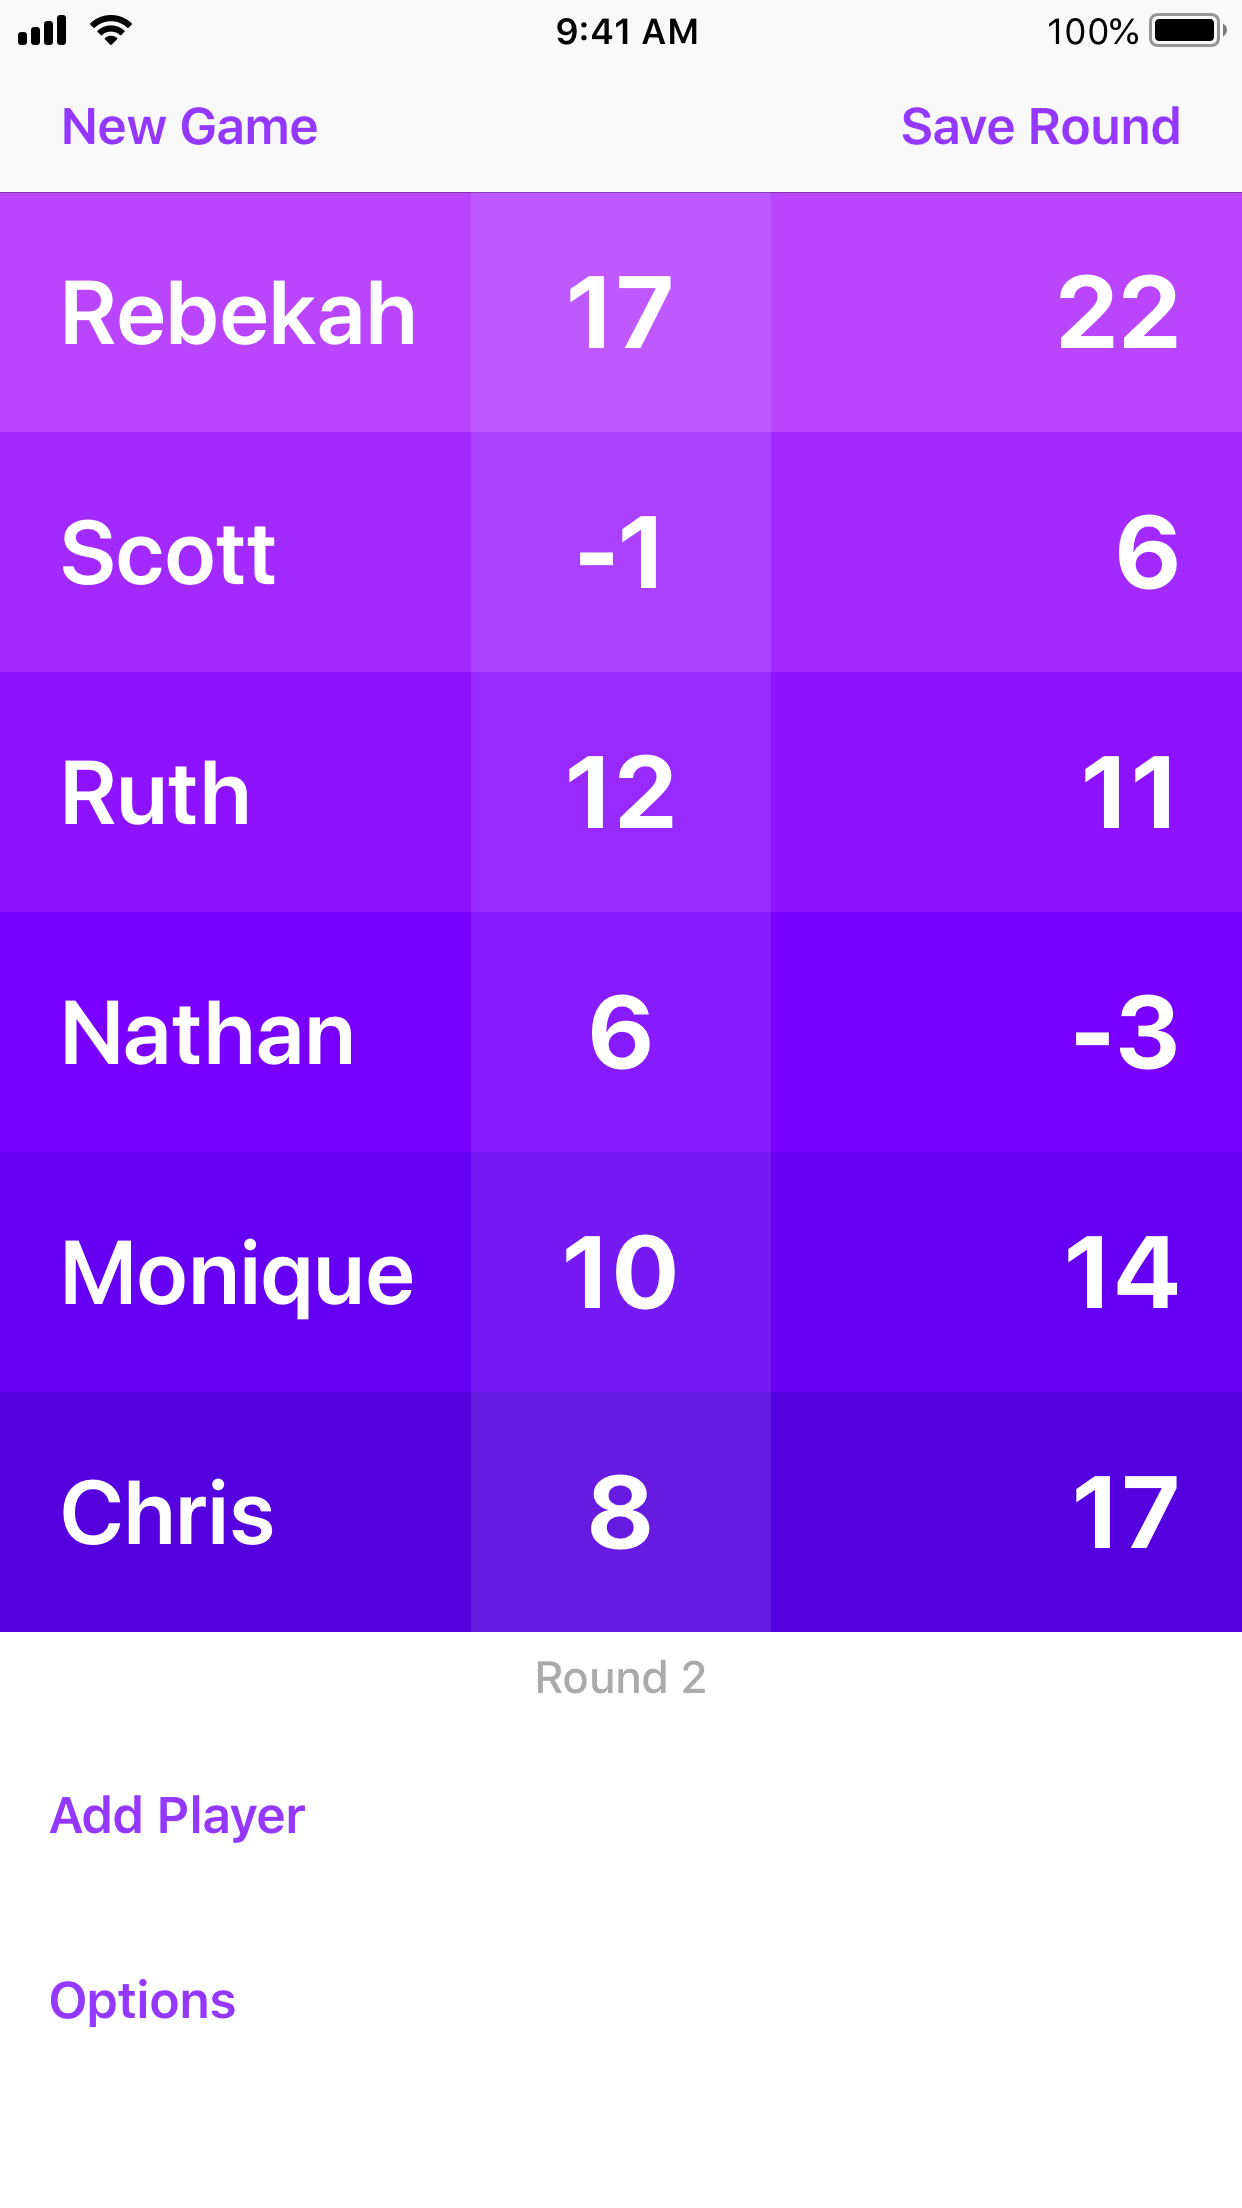 9:41 AM 100%
New Game Save Round
Rebekah 17 22
Scott -1 6
Ruth 12 11
Nathan 6 -3
Monique 10 14
Chris 8 17
Round 2
Add Player
Options